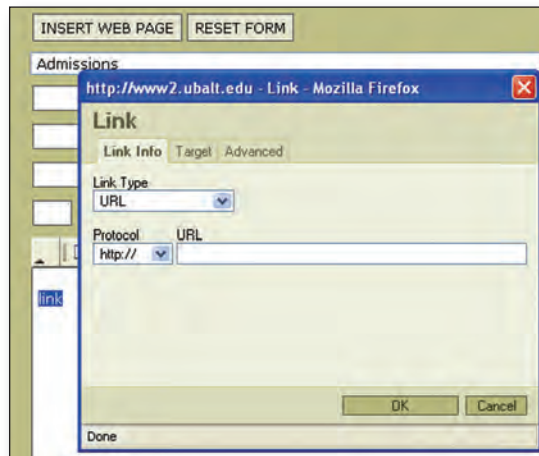 INSERT WEB PAGE RESET FORM
Admissions
http://www2.ubalt.edu - Link - Mozilla Firefox
Link
Link Info Target Advanced
Link Type
URL
Protocol URL
http://
link
OK Cancel
Done